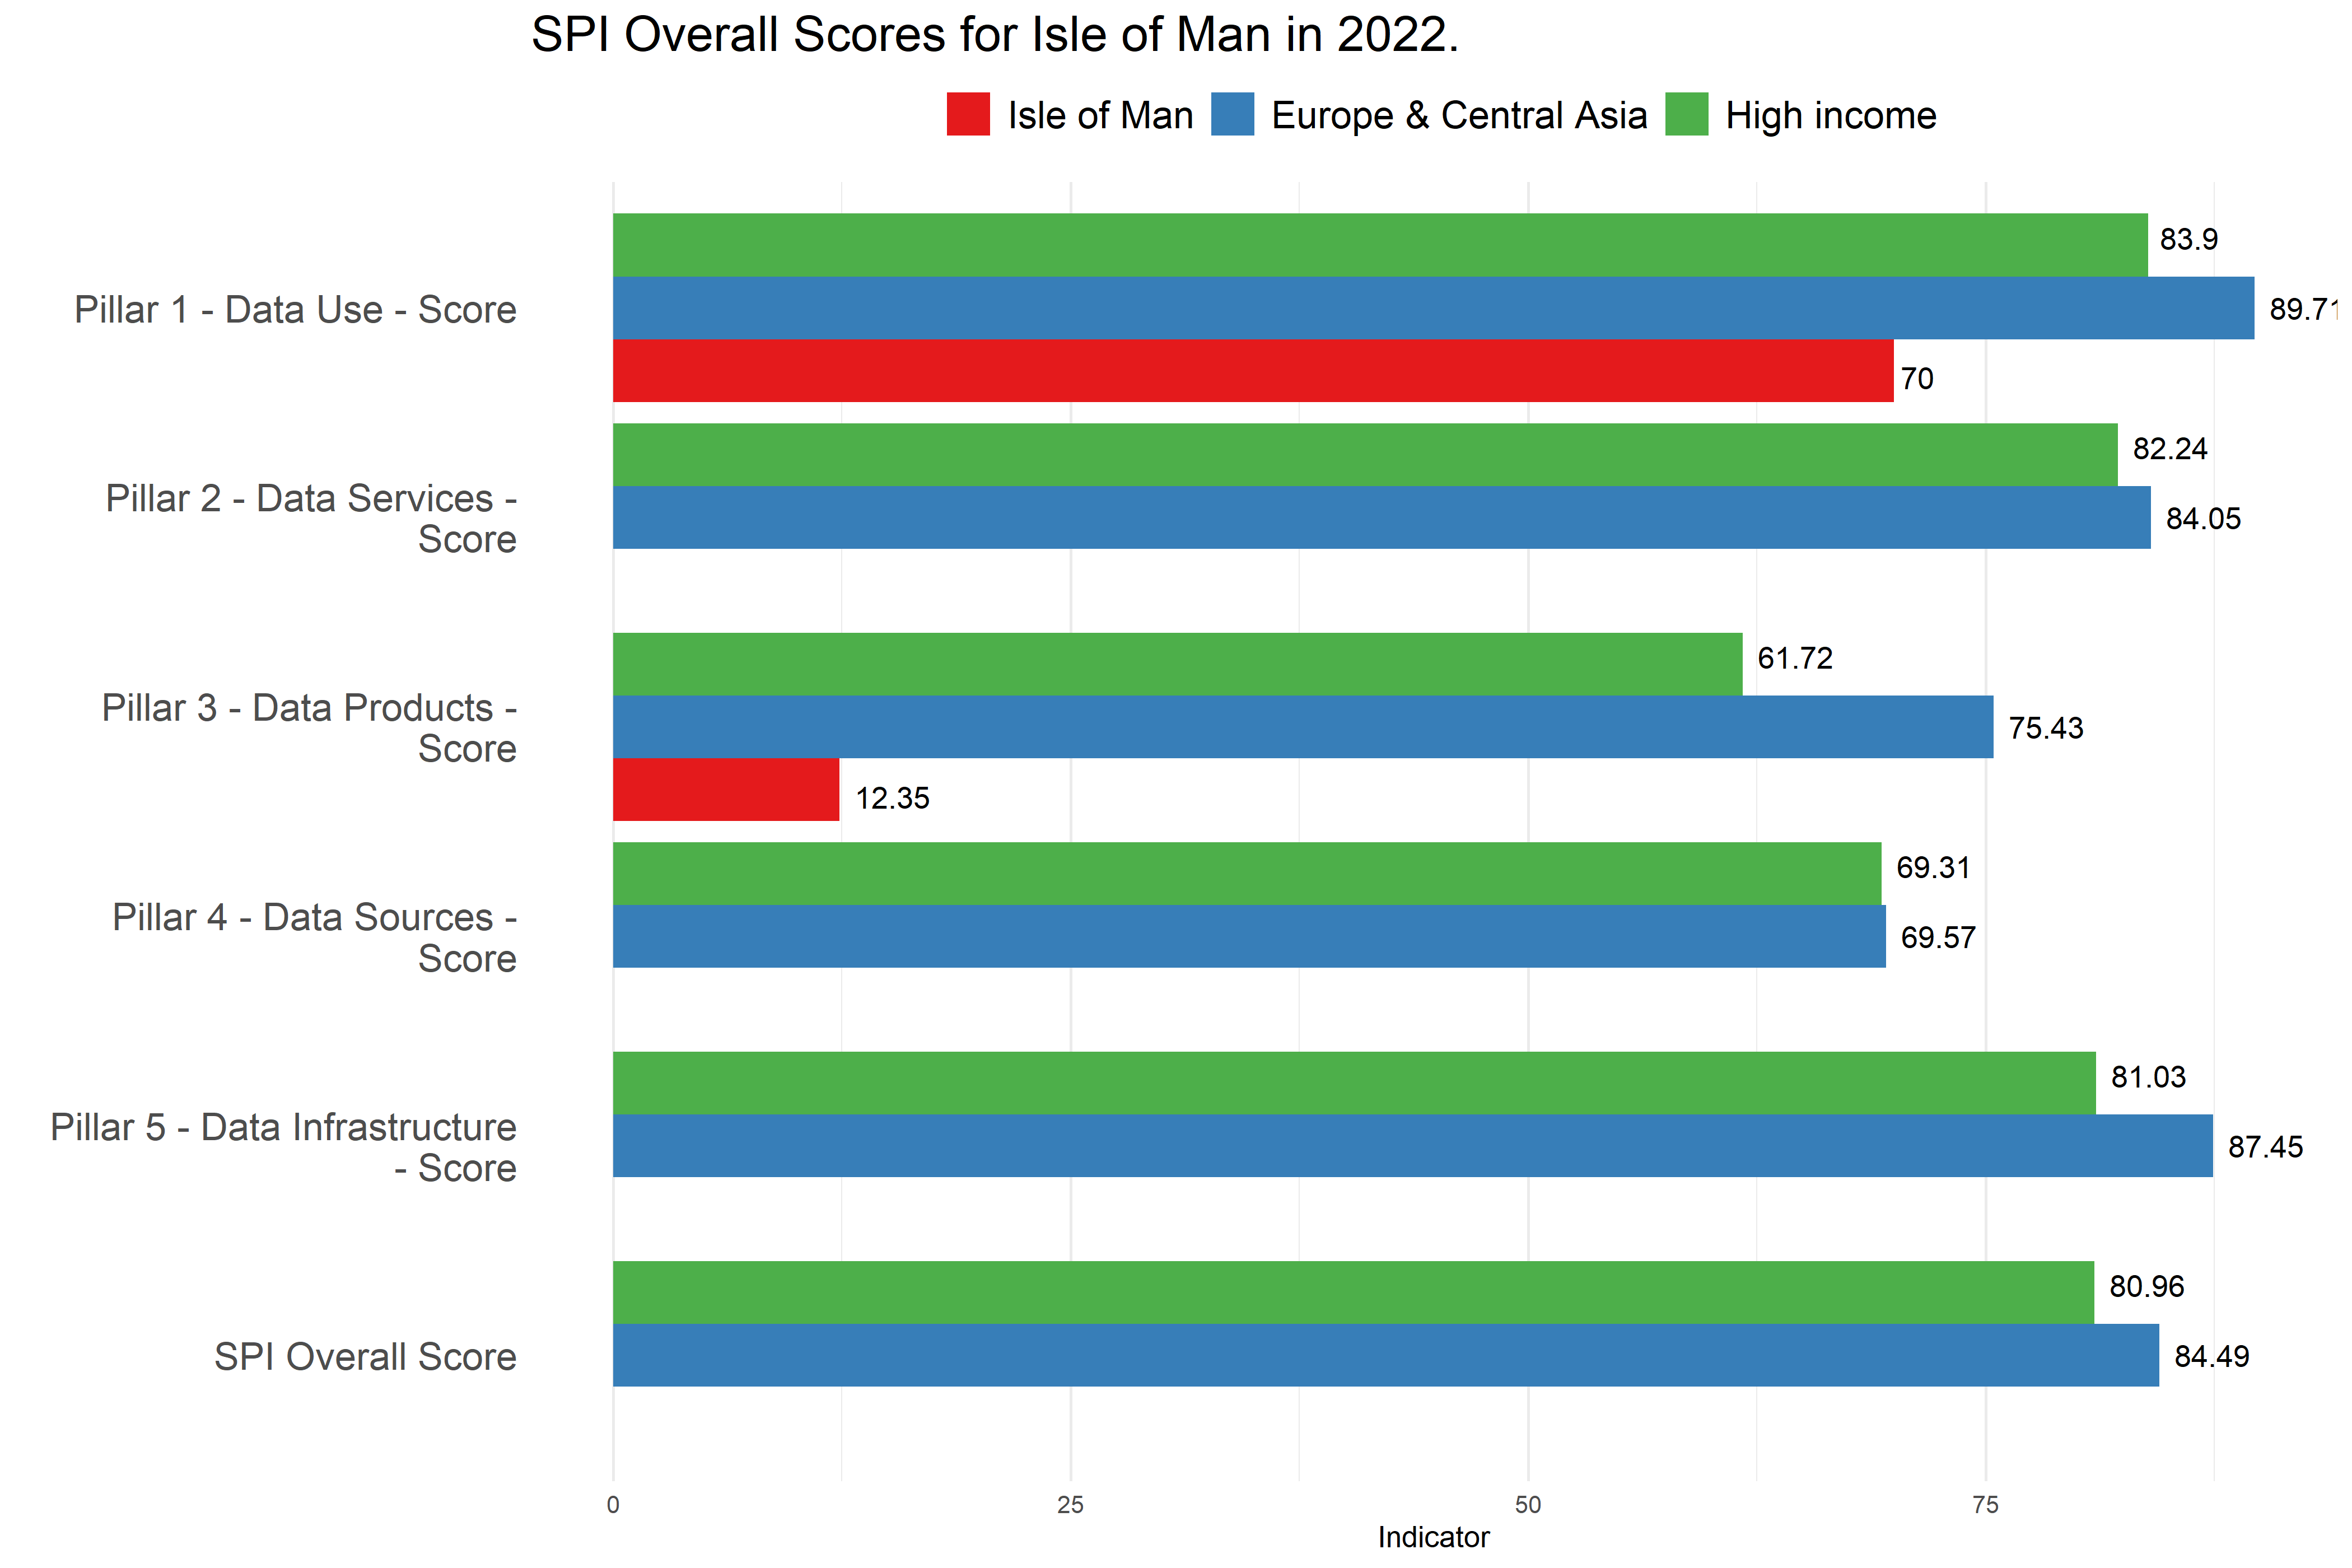 SPI Overall Scores for Isle of Man in 2022.
Isle of Man
Europe & Central Asia
High income
Pillar 1 - Data Use - Score
83.9
89.71
70
Pillar 2 - Data Services -
Score
82.24
84.05
Pillar 3 - Data Products -
Score
61.72
75.43
12.35
Pillar 4 - Data Sources -
Score
69.31
69.57
Pillar 5 - Data Infrastructure
- Score
81.03
87.45
SPI Overall Score
80.96
84.49
0
25
50
75
Indicator